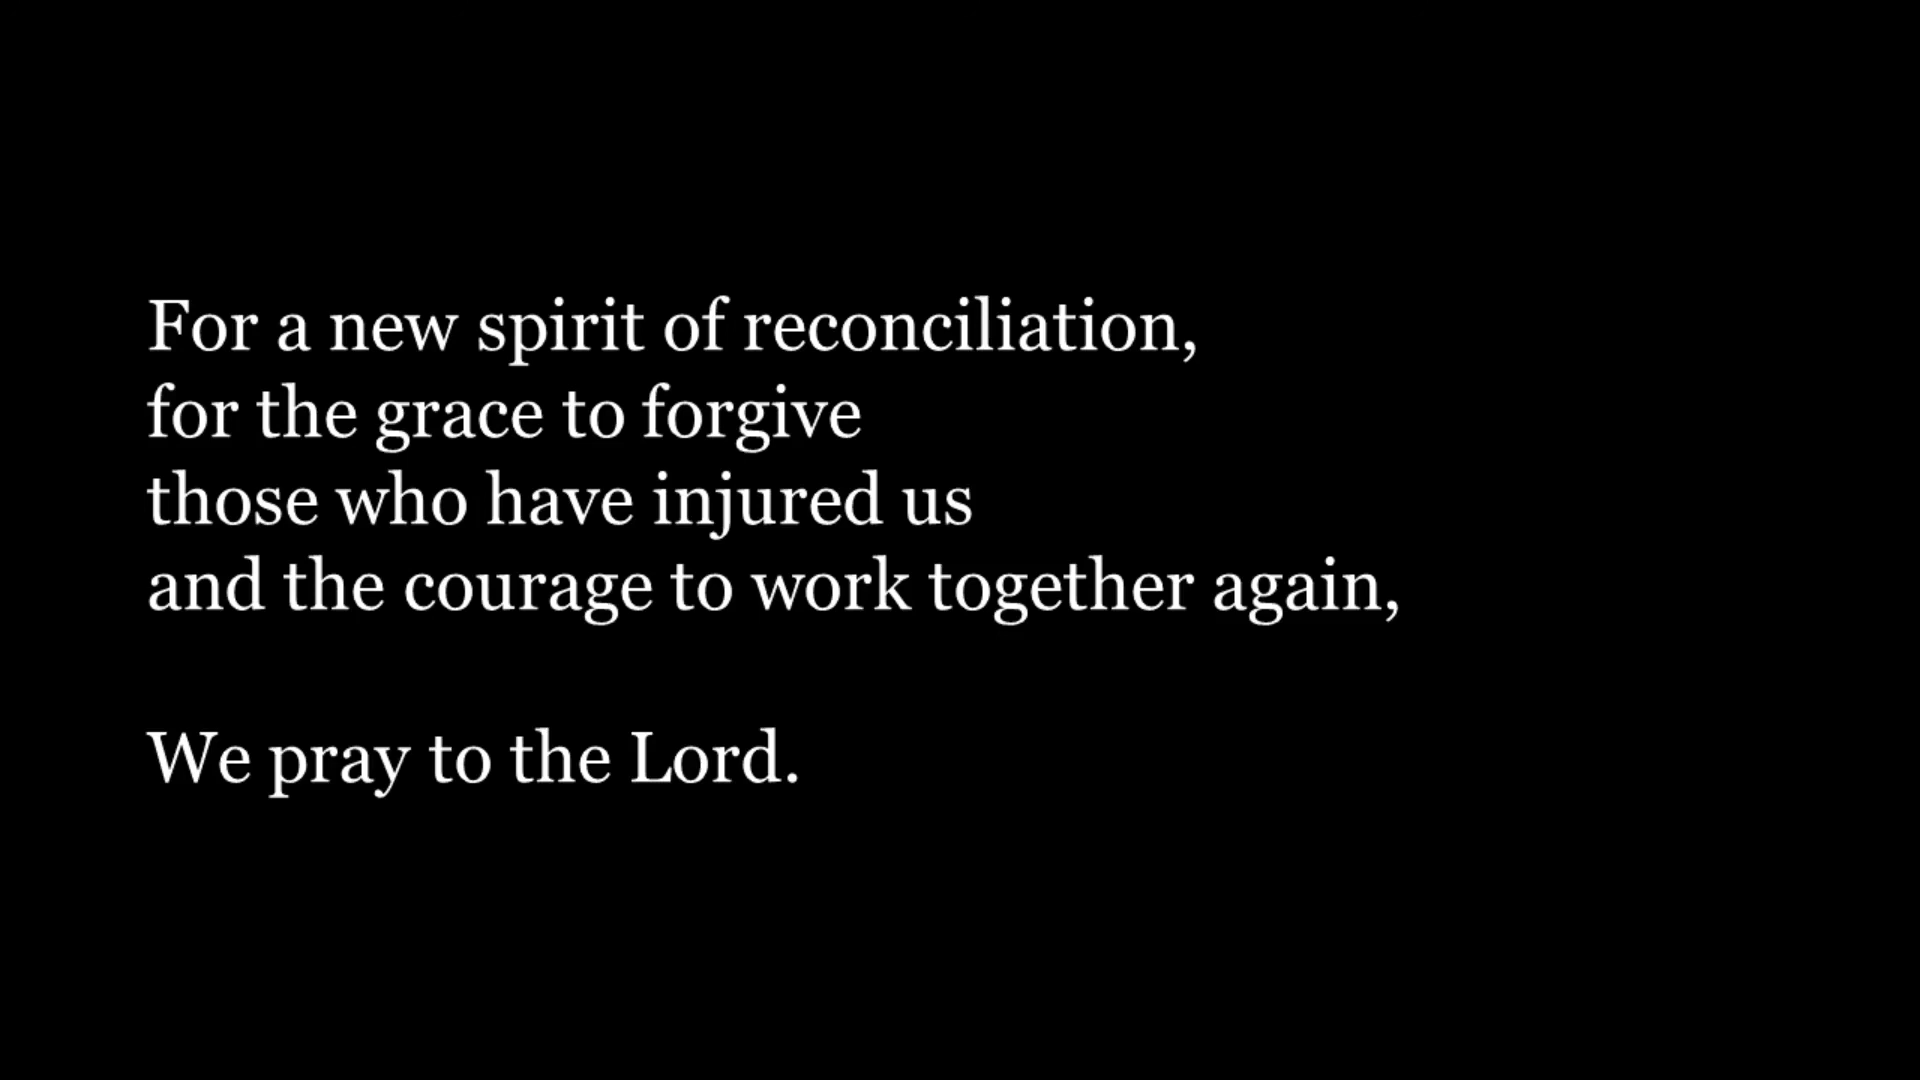 For a new spirit of reconciliation,
for the grace to forgive
those who have injured us
and the courage to work together again,
We pray to the Lord.